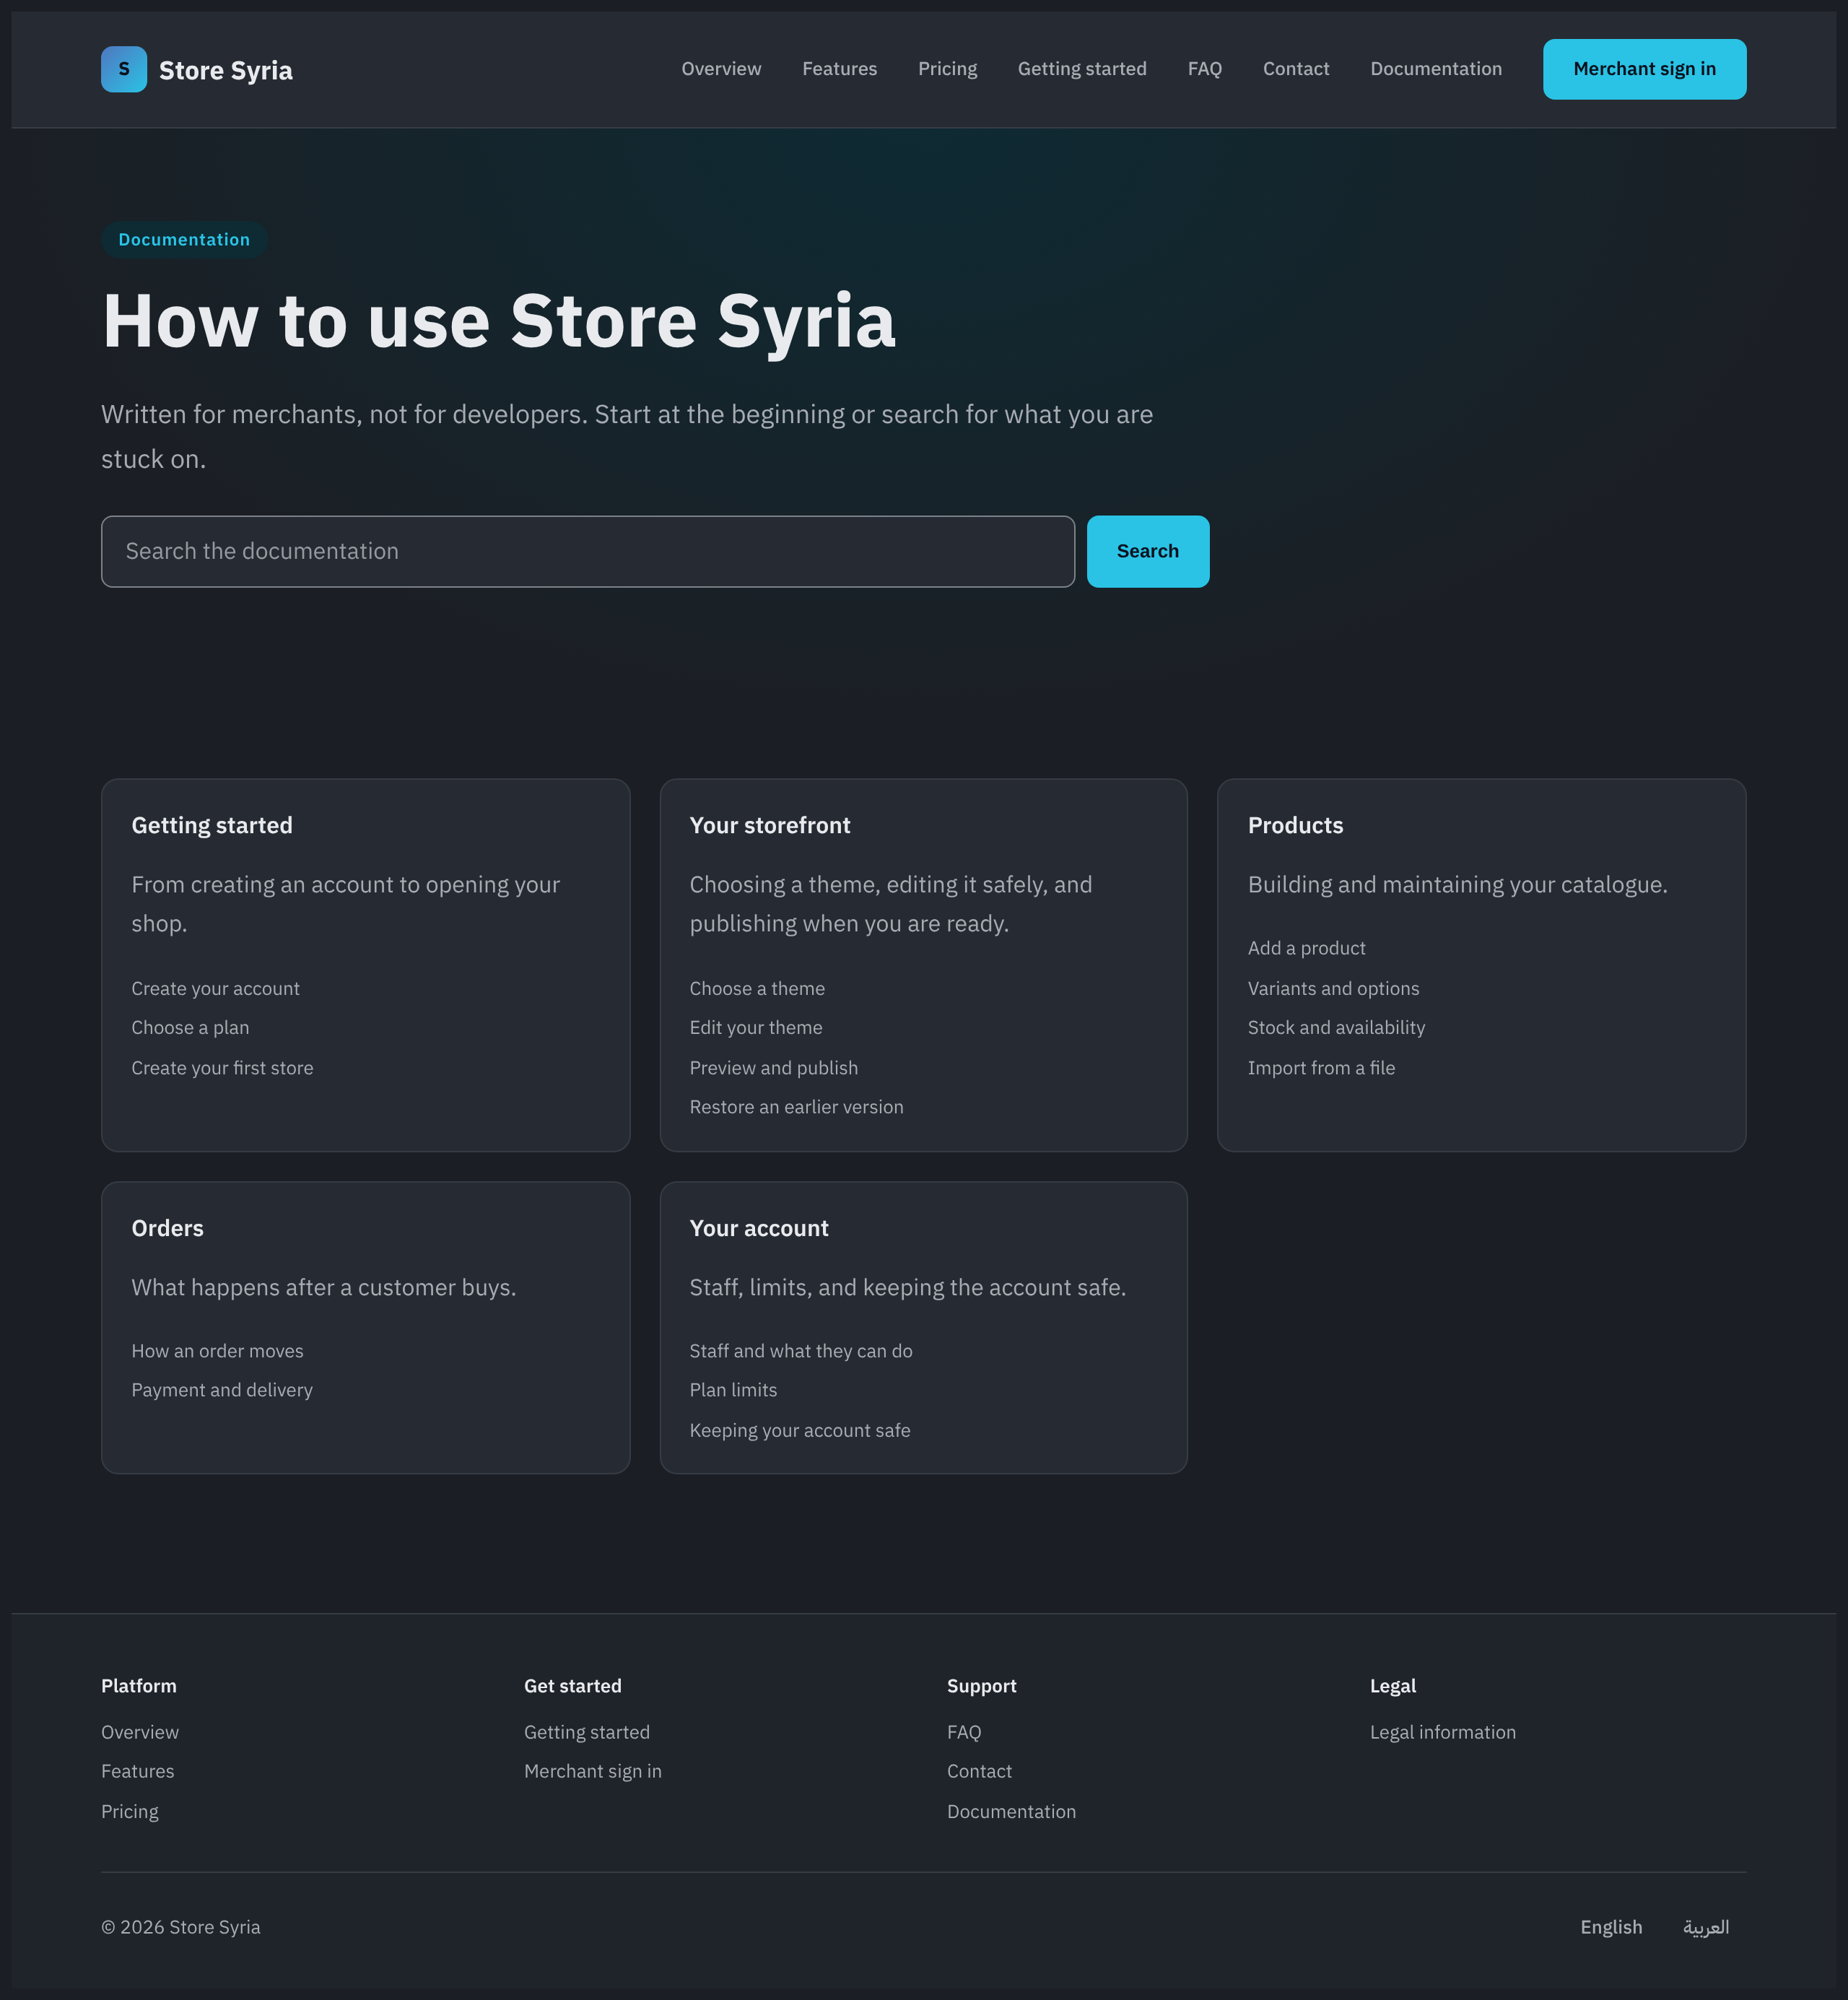 S
Store Syria
Overview
Features
Pricing
Getting started
FAQ
Contact
Documentation
Merchant sign in
Documentation
How to use Store Syria
Written for merchants, not for developers. Start at the beginning or search for what you are
stuck on.
Search the documentation
Search
Getting started
From creating an account to opening your
shop.
Create your account
Choose a plan
Create your first store
Your storefront
Choosing a theme, editing it safely, and
publishing when you are ready.
Choose a theme
Edit your theme
Preview and publish
Restore an earlier version
Products
Building and maintaining your catalogue.
Add a product
Variants and options
Stock and availability
Import from a file
Orders
What happens after a customer buys.
How an order moves
Payment and delivery
Your account
Staff, limits, and keeping the account safe.
Staff and what they can do
Plan limits
Keeping your account safe
Platform
Overview
Features
Pricing
Get started
Getting started
Merchant sign in
Support
FAQ
Contact
Documentation
Legal
Legal information
© 2026 Store Syria
English
العربية